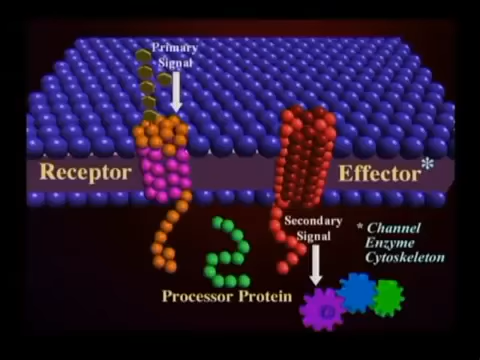 Primary
Signal
Receptor
Effector*
Secondary
Signal
* Channel
Enzyme
Cytoskeleton
Processor Protein